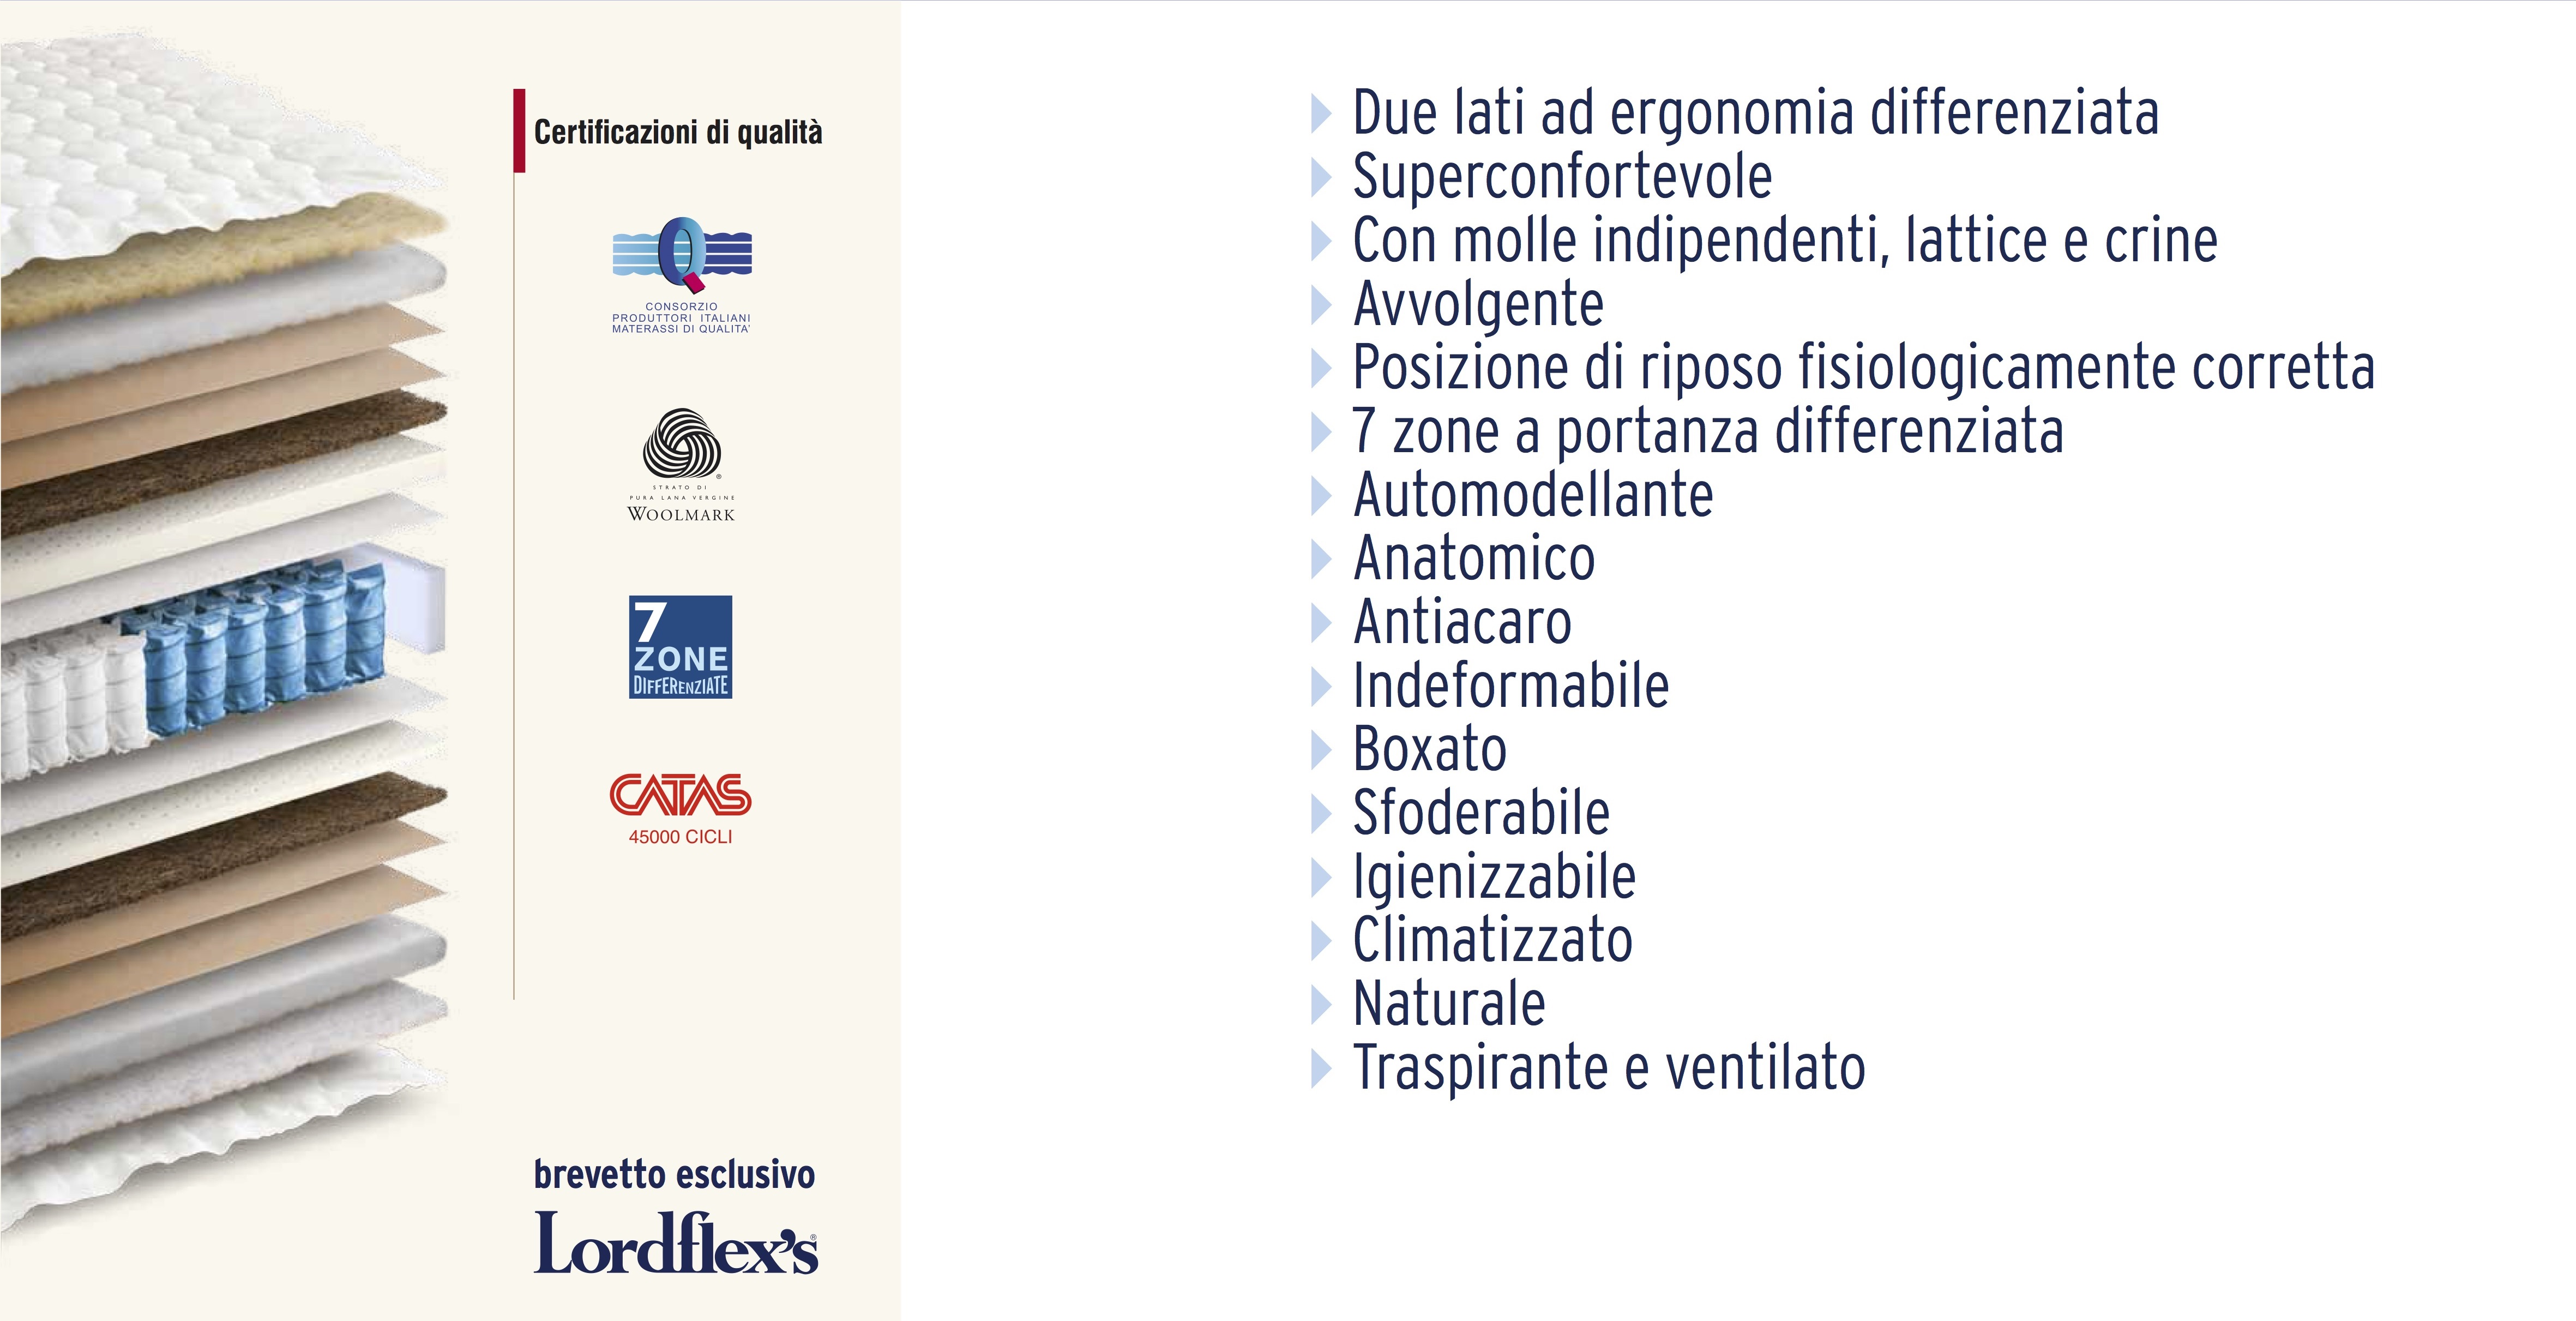 Certificazioni di qualità
Q
CONSORZIO
PRODUTTORI ITALIANI
MATERASSI DI QUALITA'
®
STRATO DI
PURA LANA VERGINE
WOOLMARK
7
ZONE
DIFFERENZIATE
CATAS
45000 CICLI
brevetto esclusivo
Lordflex's®
Due lati ad ergonomia differenziata
Superconfortevole
Con molle indipendenti, lattice e crine
Avvolgente
Posizione di riposo fisiologicamente corretta
7 zone a portanza differenziata
Automodellante
Anatomico
Antiacaro
Indeformabile
Boxato
Sfoderabile
Igienizzabile
Climatizzato
Naturale
Traspirante e ventilato